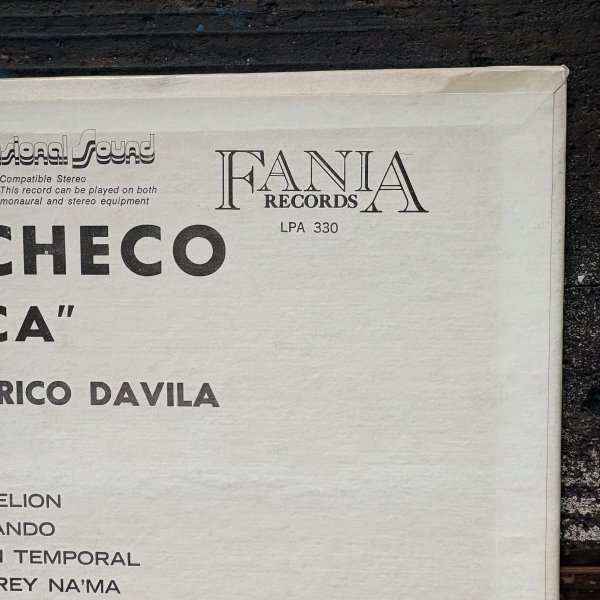 sional Sound
Compatible Stereo
This record can be played on both
monaural and stereo equipment
FANIA
RECORDS
LPA 330
CHECO
CA"
RICO DAVILA
ELION
ANDO
TEMPORAL
REY NA'MA